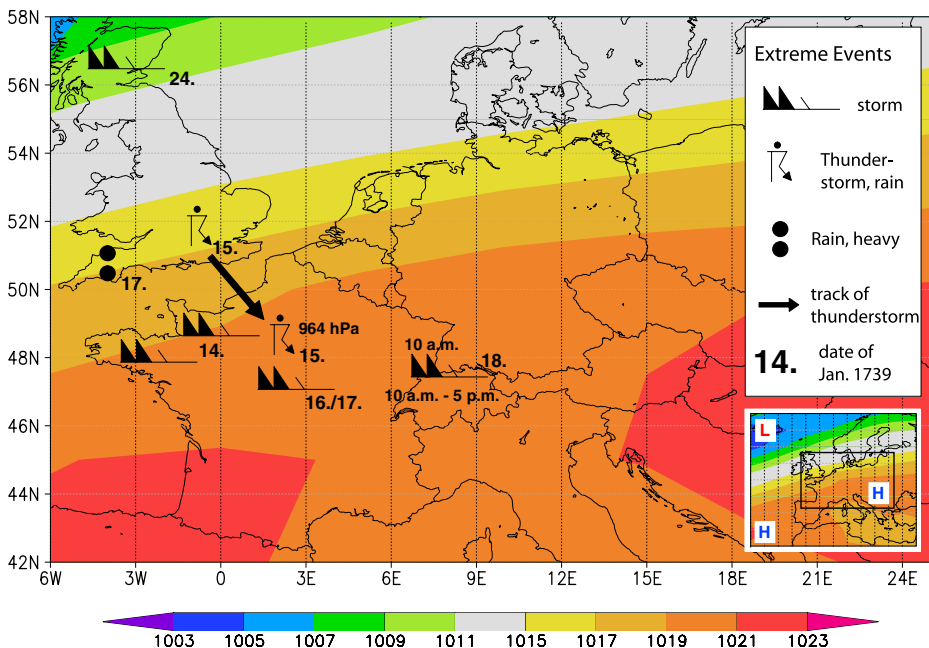 58N
56N
54N
52N
50N
48N
46N
44N
42N
6W 3W 0 3E 6E 9E 12E 15E 18E 21E 24E
24.
15.
17.
964 hPa
14.
15.
10 a.m.
18.
16./17.
10 a.m. - 5 p.m.
Extreme Events
storm
Thunder-
storm, rain
Rain, heavy
track of
thunderstorm
14. date of
Jan. 1739
L
H
H
1003 1005 1007 1009 1011 1015 1017 1019 1021 1023